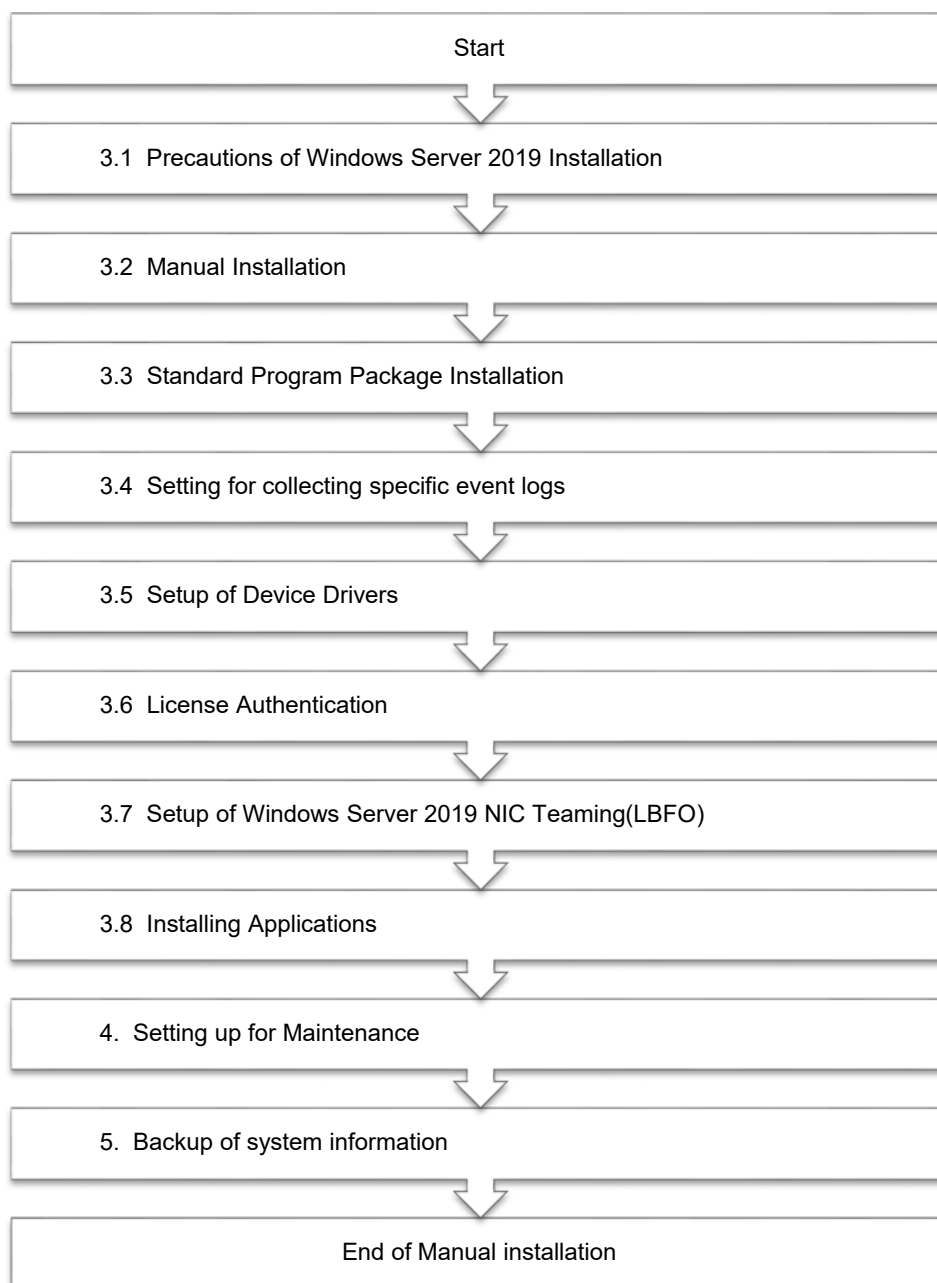 Start
3.1 Precautions of Windows Server 2019 Installation
3.2 Manual Installation
3.3 Standard Program Package Installation
3.4 Setting for collecting specific event logs
3.5 Setup of Device Drivers
3.6 License Authentication
3.7 Setup of Windows Server 2019 NIC Teaming(LBFO)
3.8 Installing Applications
4. Setting up for Maintenance
5. Backup of system information
End of Manual installation